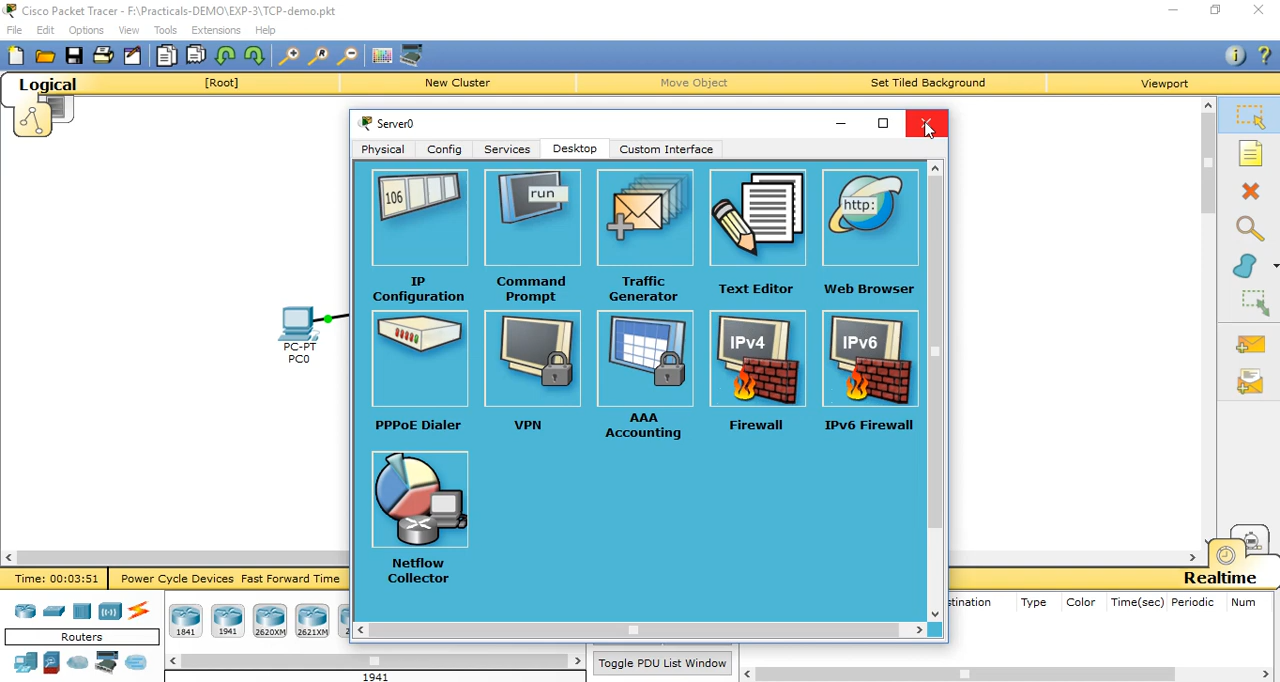 Cisco Packet Tracer - F:\Practicals-DEMO\EXP-3\TCP-demo.pkt
File Edit Options View Tools Extensions Help
Logical [Root] New Cluster Move Object Set Tiled Background Viewport
Server0
Physical Config Services Desktop Custom Interface
106 run http:
IP Configuration
Command Prompt
Traffic Generator
Text Editor
Web Browser
IPv4 IPv6
PC-PT
PC0
PPPoE Dialer
VPN
AAA Accounting
Firewall
IPv6 Firewall
Netflow Collector
Time: 00:03:51 Power Cycle Devices Fast Forward Time
Realtime
stination Type Color Time(sec) Periodic Num
1841 1941 2620XM 2621XM 2
Routers
Toggle PDU List Window
1941